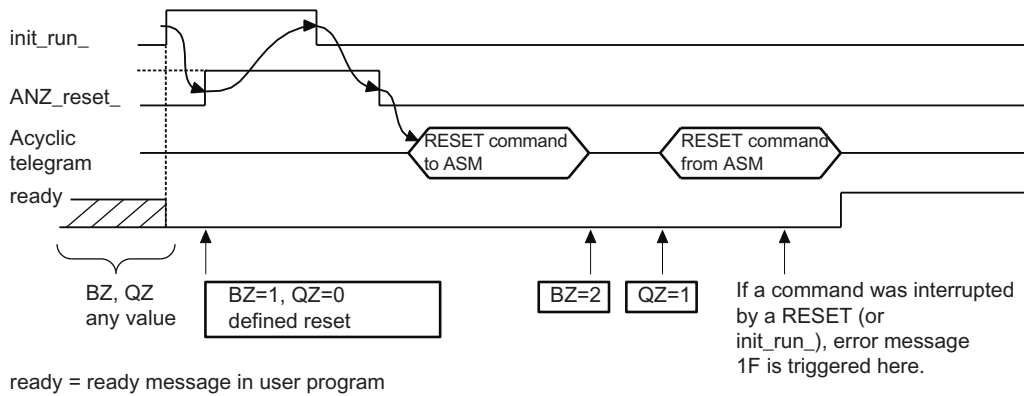 init_run_
ANZ_reset_
Acyclic
telegram
RESET command
to ASM
RESET command
from ASM
ready
BZ, QZ
any value
BZ=1, QZ=0
defined reset
BZ=2
QZ=1
If a command was interrupted
by a RESET (or
init_run_), error message
1F is triggered here.
ready = ready message in user program